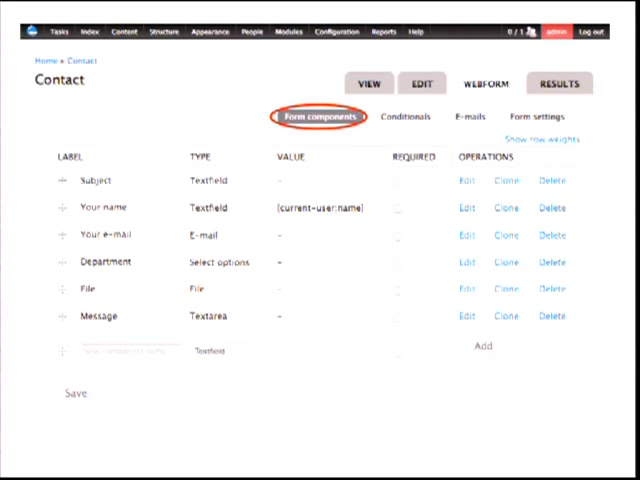 Tasks Index Content Structure Appearance People Modules Configuration Reports Help 0 / 1 admin Log out
Home » Contact
Contact
VIEW EDIT WEBFORM RESULTS
Form components Conditionals E-mails Form settings
Show row weights
LABEL TYPE VALUE REQUIRED OPERATIONS
Subject Textfield - Edit Clone Delete
Your name Textfield [current-user:name] Edit Clone Delete
Your e-mail E-mail - Edit Clone Delete
Department Select options - Edit Clone Delete
File File - Edit Clone Delete
Message Textarea - Edit Clone Delete
New component name Textfield Add
Save